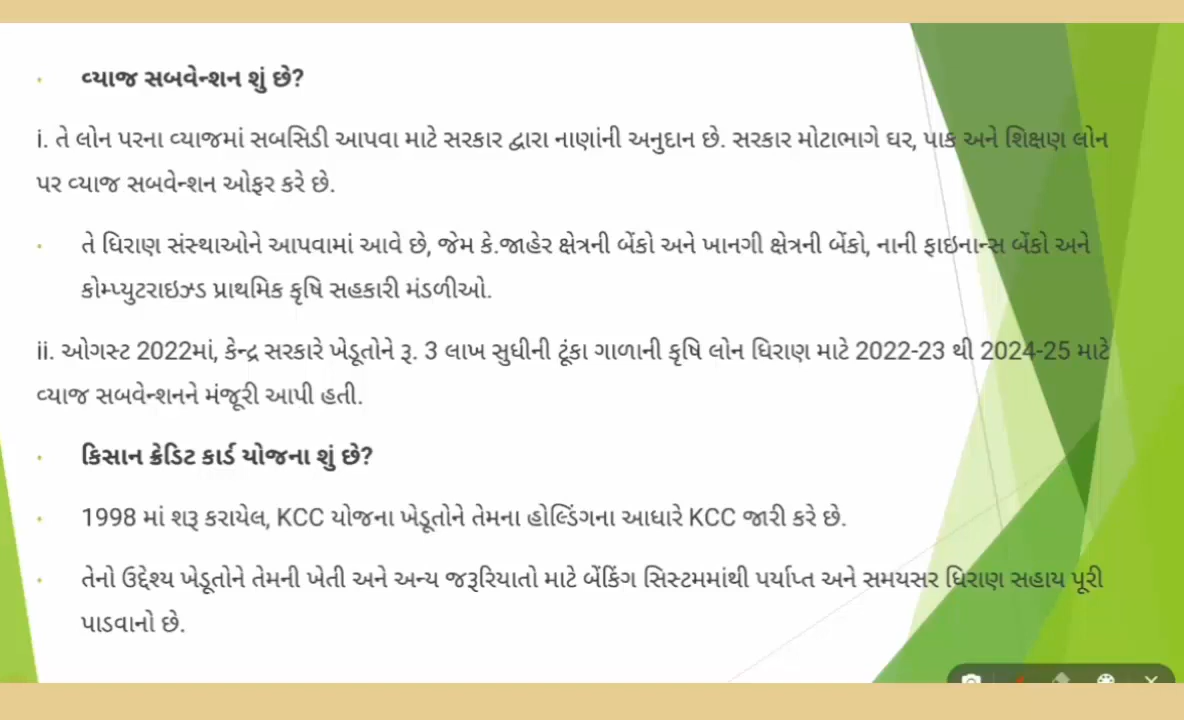 • વ્યાજ સબવેન્શન શું છે?
i. તે લોન પરના વ્યાજમાં સબસિડી આપવા માટે સરકાર દ્વારા નાણાંની અનુદાન છે. સરકાર મોટાભાગે ઘર, પાક અને શિક્ષણ લોન
પર વ્યાજ સબવેન્શન ઓફર કરે છે.
• તે ધિરાણ સંસ્થાઓને આપવામાં આવે છે, જેમ કે.જાહેર ક્ષેત્રની બેંકો અને ખાનગી ક્ષેત્રની બેંકો, નાની ફાઇનાન્સ બેંકો અને
કોમ્પ્યુટરાઇઝ્ડ પ્રાથમિક કૃષિ સહકારી મંડળીઓ.
ii. ઓગસ્ટ 2022માં, કેન્દ્ર સરકારે ખેડૂતોને રૂ. 3 લાખ સુધીની ટૂંકા ગાળાની કૃષિ લોન ધિરાણ માટે 2022-23 થી 2024-25 માટે
વ્યાજ સબવેન્શનને મંજૂરી આપી હતી.
• કિસાન ક્રેડિટ કાર્ડ યોજના શું છે?
• 1998 માં શરૂ કરાયેલ, KCC યોજના ખેડૂતોને તેમના હોલ્ડિંગના આધારે KCC જારી કરે છે.
• તેનો ઉદ્દેશ્ય ખેડૂતોને તેમની ખેતી અને અન્ય જરૂરિયાતો માટે બેંકિંગ સિસ્ટમમાંથી પર્યાપ્ત અને સમયસર ધિરાણ સહાય પૂરી
પાડવાનો છે.